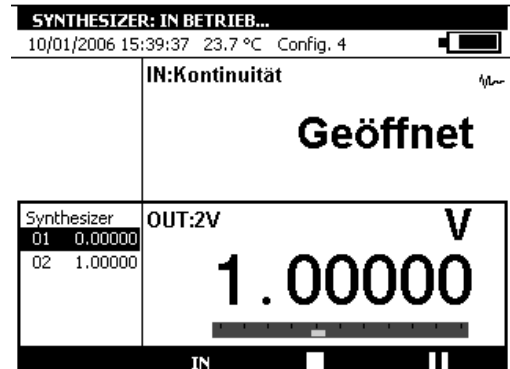 SYNTHESIZER: IN BETRIEB...
10/01/2006 15:39:37 23.7 °C Config. 4
IN:Kontinuität
Geöffnet
Synthesizer
01 0.00000
02 1.00000
OUT:2V
V
1.00000
IN